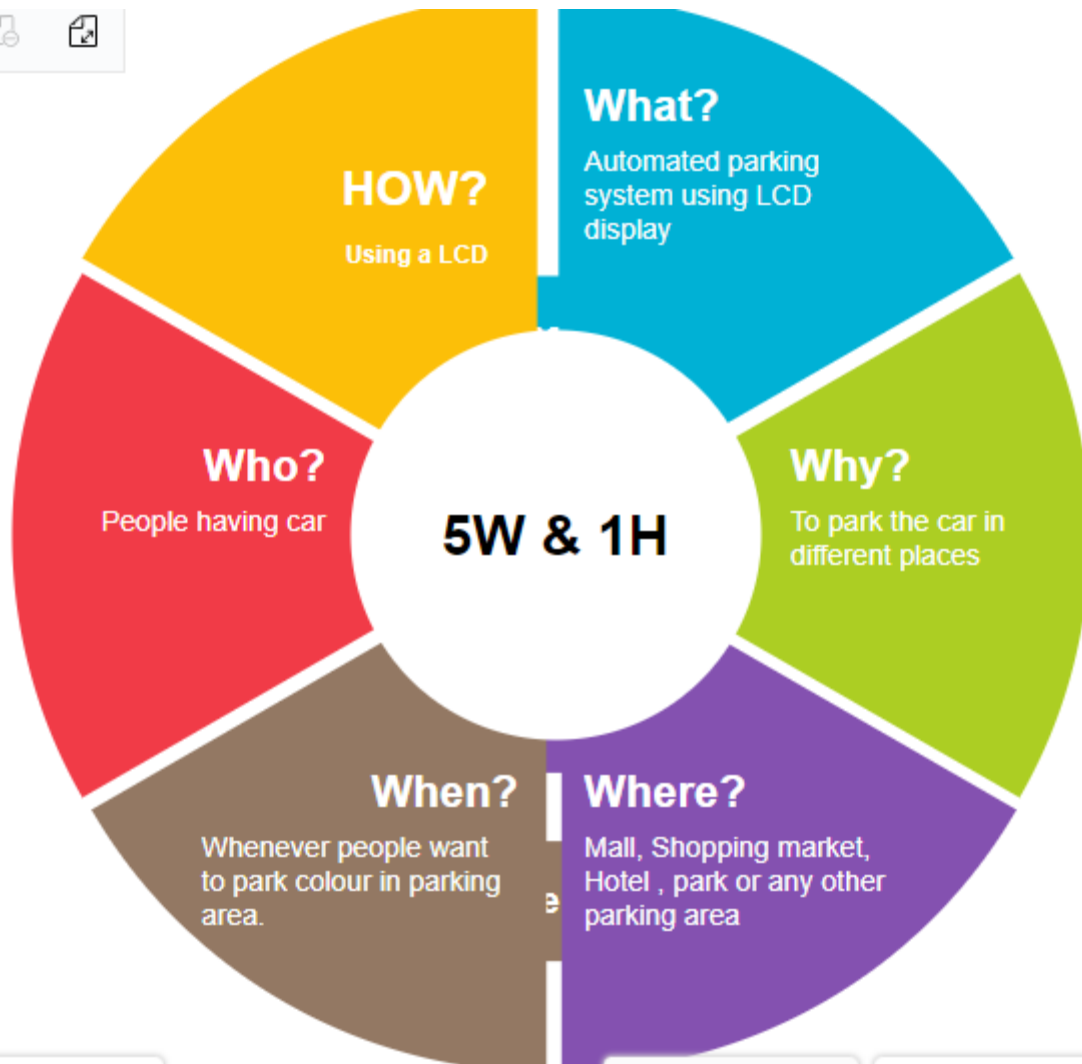 What?
Automated parking
system using LCD
display
Why?
To park the car in
different places
Where?
Mall, Shopping market,
Hotel , park or any other
parking area
When?
Whenever people want
to park colour in parking
area.
Who?
People having car
HOW?
Using a LCD
5W & 1H